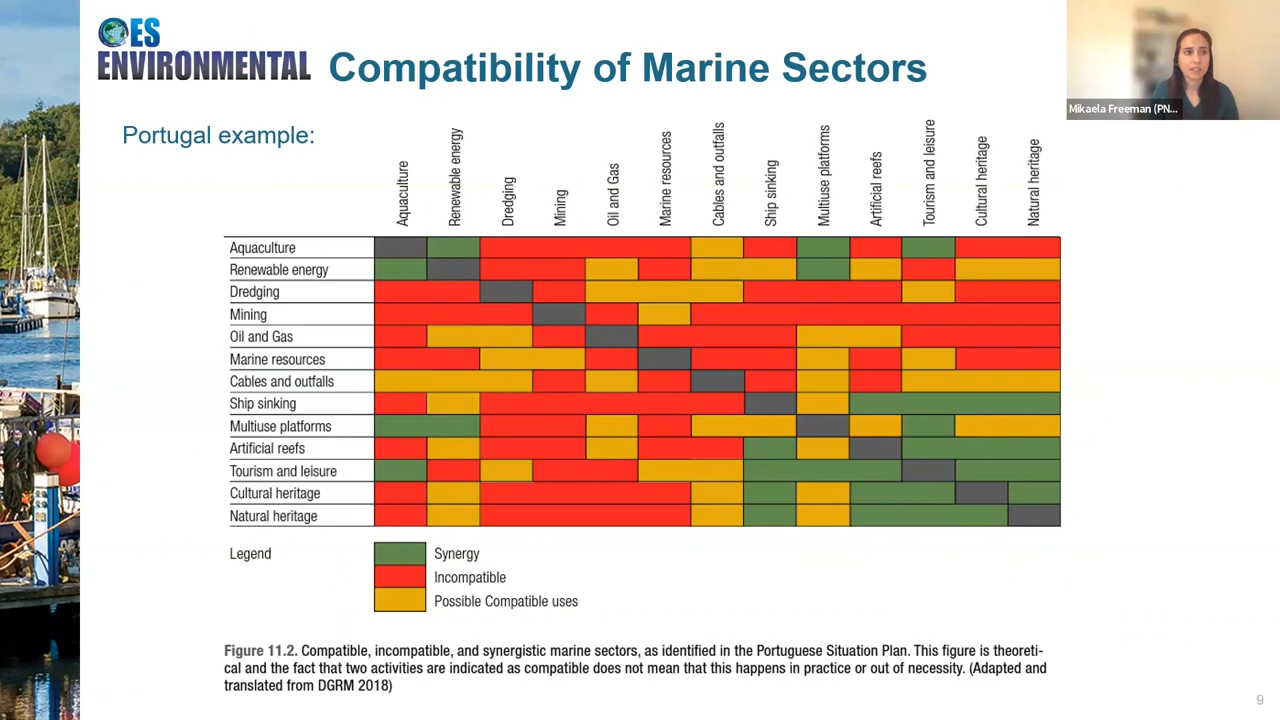 OES
ENVIRONMENTAL
Compatibility of Marine Sectors
Mikaela Freeman (PN...
Portugal example:
Aquaculture
Renewable energy
Dredging
Mining
Oil and Gas
Marine resources
Cables and outfalls
Ship sinking
Multiuse platforms
Artificial reefs
Tourism and leisure
Cultural heritage
Natural heritage
Aquaculture
Renewable energy
Dredging
Mining
Oil and Gas
Marine resources
Cables and outfalls
Ship sinking
Multiuse platforms
Artificial reefs
Tourism and leisure
Cultural heritage
Natural heritage
Legend
Synergy
Incompatible
Possible Compatible uses
Figure 11.2. Compatible, incompatible, and synergistic marine sectors, as identified in the Portuguese Situation Plan. This figure is theoreti-
cal and the fact that two activities are indicated as compatible does not mean that this happens in practice or out of necessity. (Adapted and
translated from DGRM 2018)
9